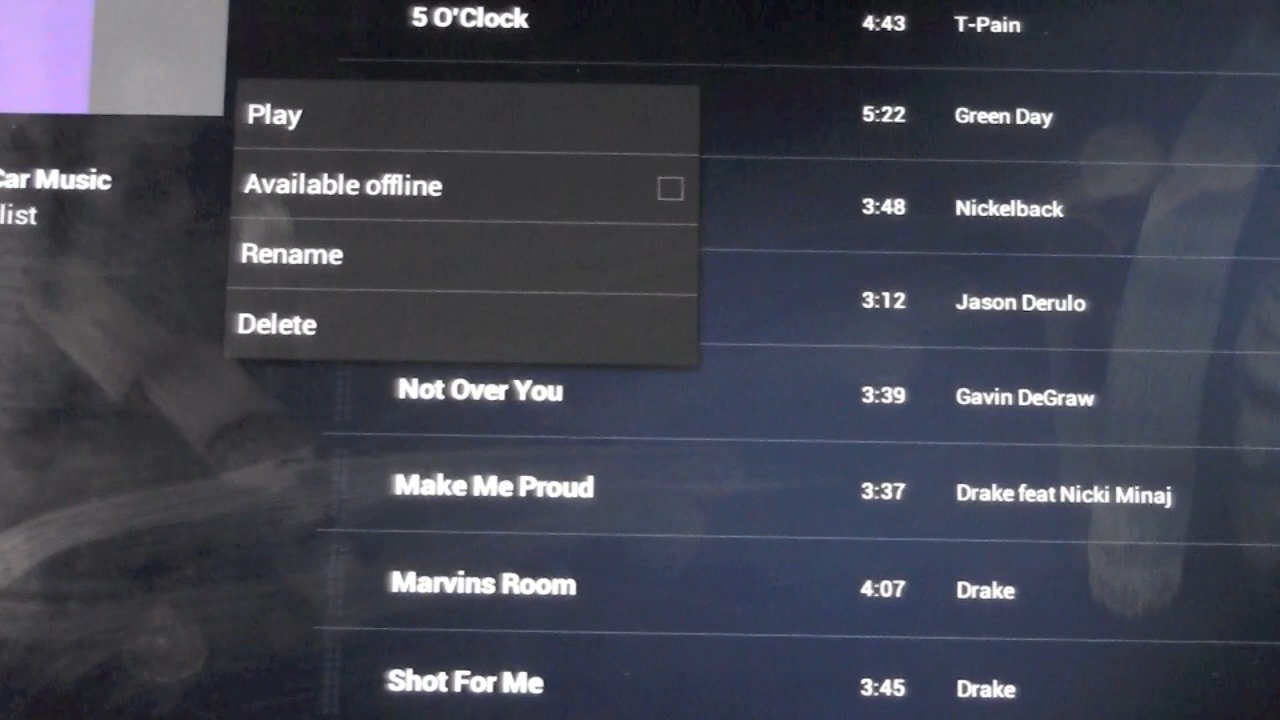 5 O'Clock 4:43 T-Pain
Play
5:22 Green Day
Car Music
Available offline
list
3:48 Nickelback
Rename
3:12 Jason Derulo
Delete
Not Over You 3:39 Gavin DeGraw
Make Me Proud 3:37 Drake feat Nicki Minaj
Marvins Room 4:07 Drake
Shot For Me 3:45 Drake